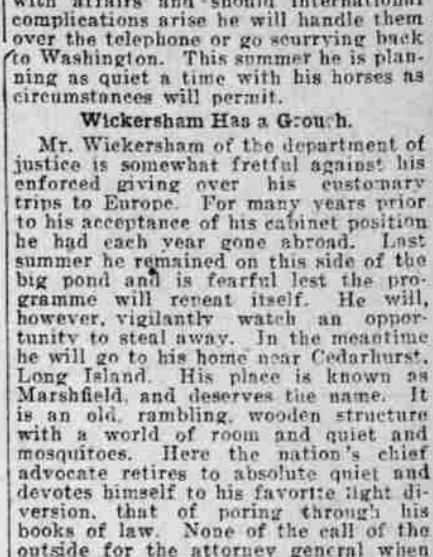 with affairs and should international
complications arise he will handle them
over the telephone or go scurrying back
to Washington. This summer he is plan-
ning as quiet a time with his horses as
circumstances will permit.
Wickersham Has a Grouch.
Mr. Wickersham of the department of
justice is somewhat fretful against his
enforced giving over his customary
trips to Europe. For many years prior
to his acceptance of his cabinet position
he had each year gone abroad. Last
summer he remained on this side of the
big pond and is fearful lest the pro-
gramme will repeat itself. He will,
however, vigilantly watch an oppor-
tunity to steal away. In the meantime
he will go to his home near Cedarhurst,
Long Island. His place is known as
Marshfield, and deserves the name. It
is an old, rambling, wooden structure
with a world of room and quiet and
mosquitoes. Here the nation's chief
advocate retires to absolute quiet and
devotes himself to his favorite light di-
version, that of poring through his
books of law. None of the call of the
outside for the attorney general when